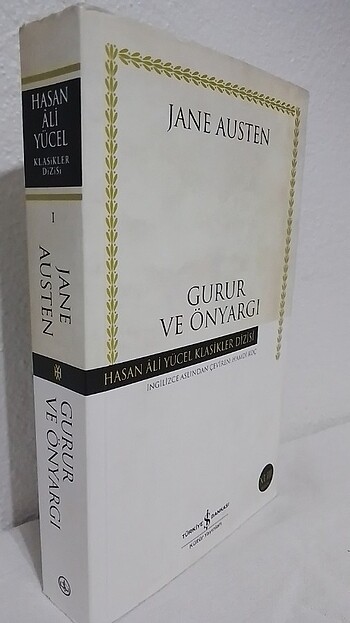 HASAN
ÂLİ
YÜCEL
KLASİKLER
DİZİSİ
1
JANE
AUSTEN
GURUR
VE ÖNYARGI
JANE AUSTEN
GURUR
VE ÖNYARGI
HASAN ÂLİ YÜCEL KLASİKLER DİZİSİ
İNGİLİZCE ASLINDAN ÇEVİREN: HAMDİ KOÇ
TÜRKİYE İŞ BANKASI
Kültür Yayınları